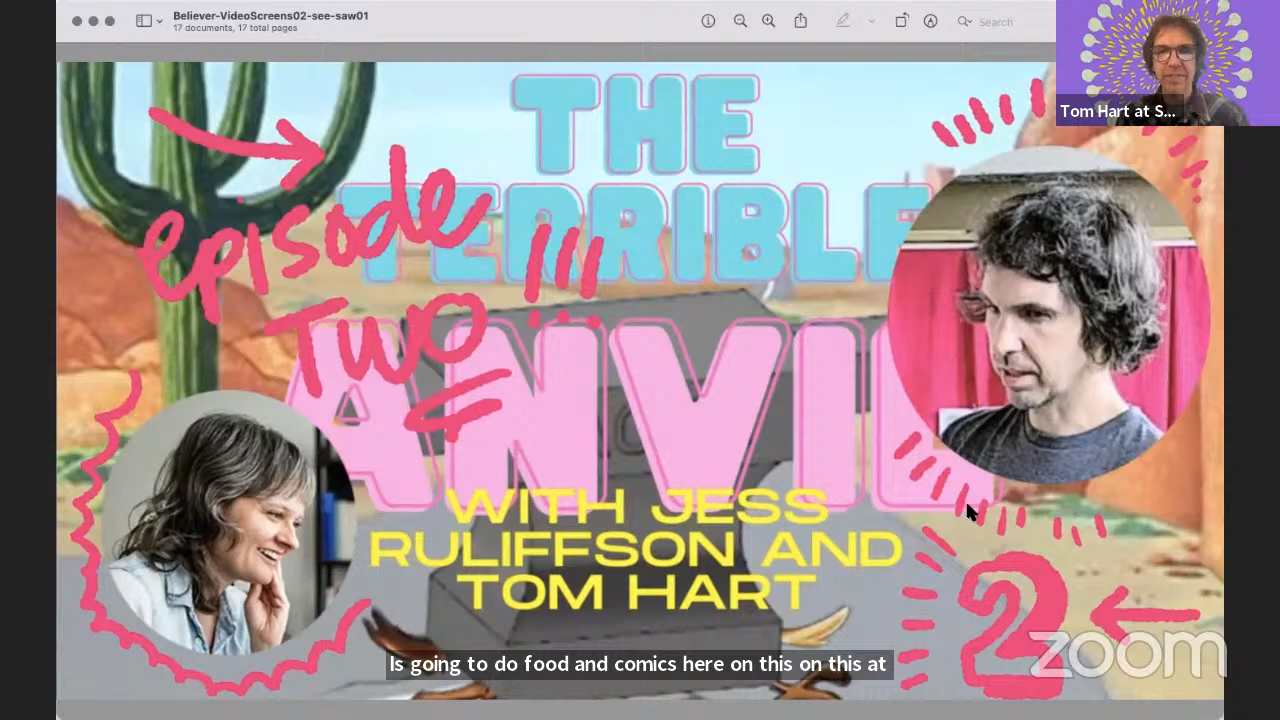 Believer-VideoScreens02-see-saw01
17 documents, 17 total pages
Search
Tom Hart at S...
THE
TERRIBLE
ANVIL
episode
Two!!!
WITH JESS
RULIFFSON AND
TOM HART
2
zoom
Is going to do food and comics here on this on this at